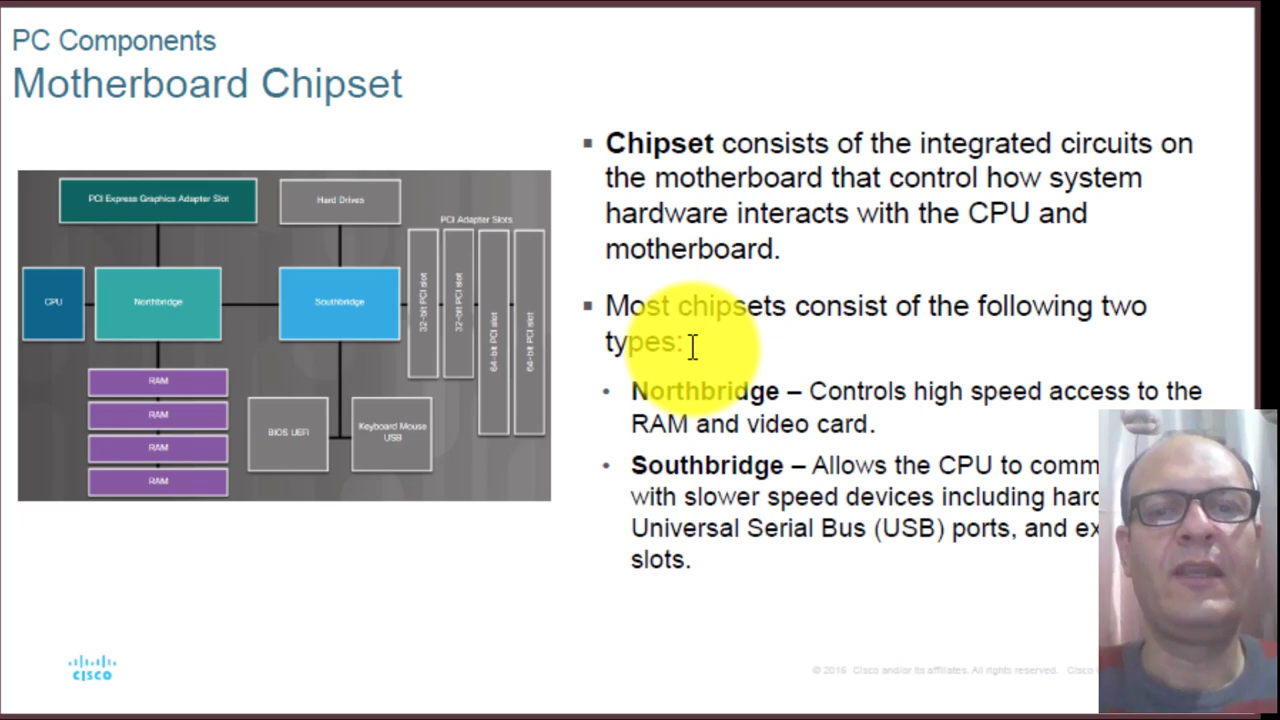 PC Components
Motherboard Chipset
PCI Express Graphics Adapter Slot
Hard Drives
PCI Adapter Slots
CPU
Northbridge
Southbridge
32-bit PCI slot
32-bit PCI slot
64-bit PCI slot
64-bit PCI slot
RAM
RAM
RAM
RAM
BIOS UEFI
Keyboard Mouse
USB
▪ Chipset consists of the integrated circuits on
the motherboard that control how system
hardware interacts with the CPU and
motherboard.
▪ Most chipsets consist of the following two
types:
• Northbridge – Controls high speed access to the
RAM and video card.
• Southbridge – Allows the CPU to comm
with slower speed devices including hard
Universal Serial Bus (USB) ports, and ex
slots.
CISCO
© 2016 Cisco and/or its affiliates. All rights reserved. Cisco